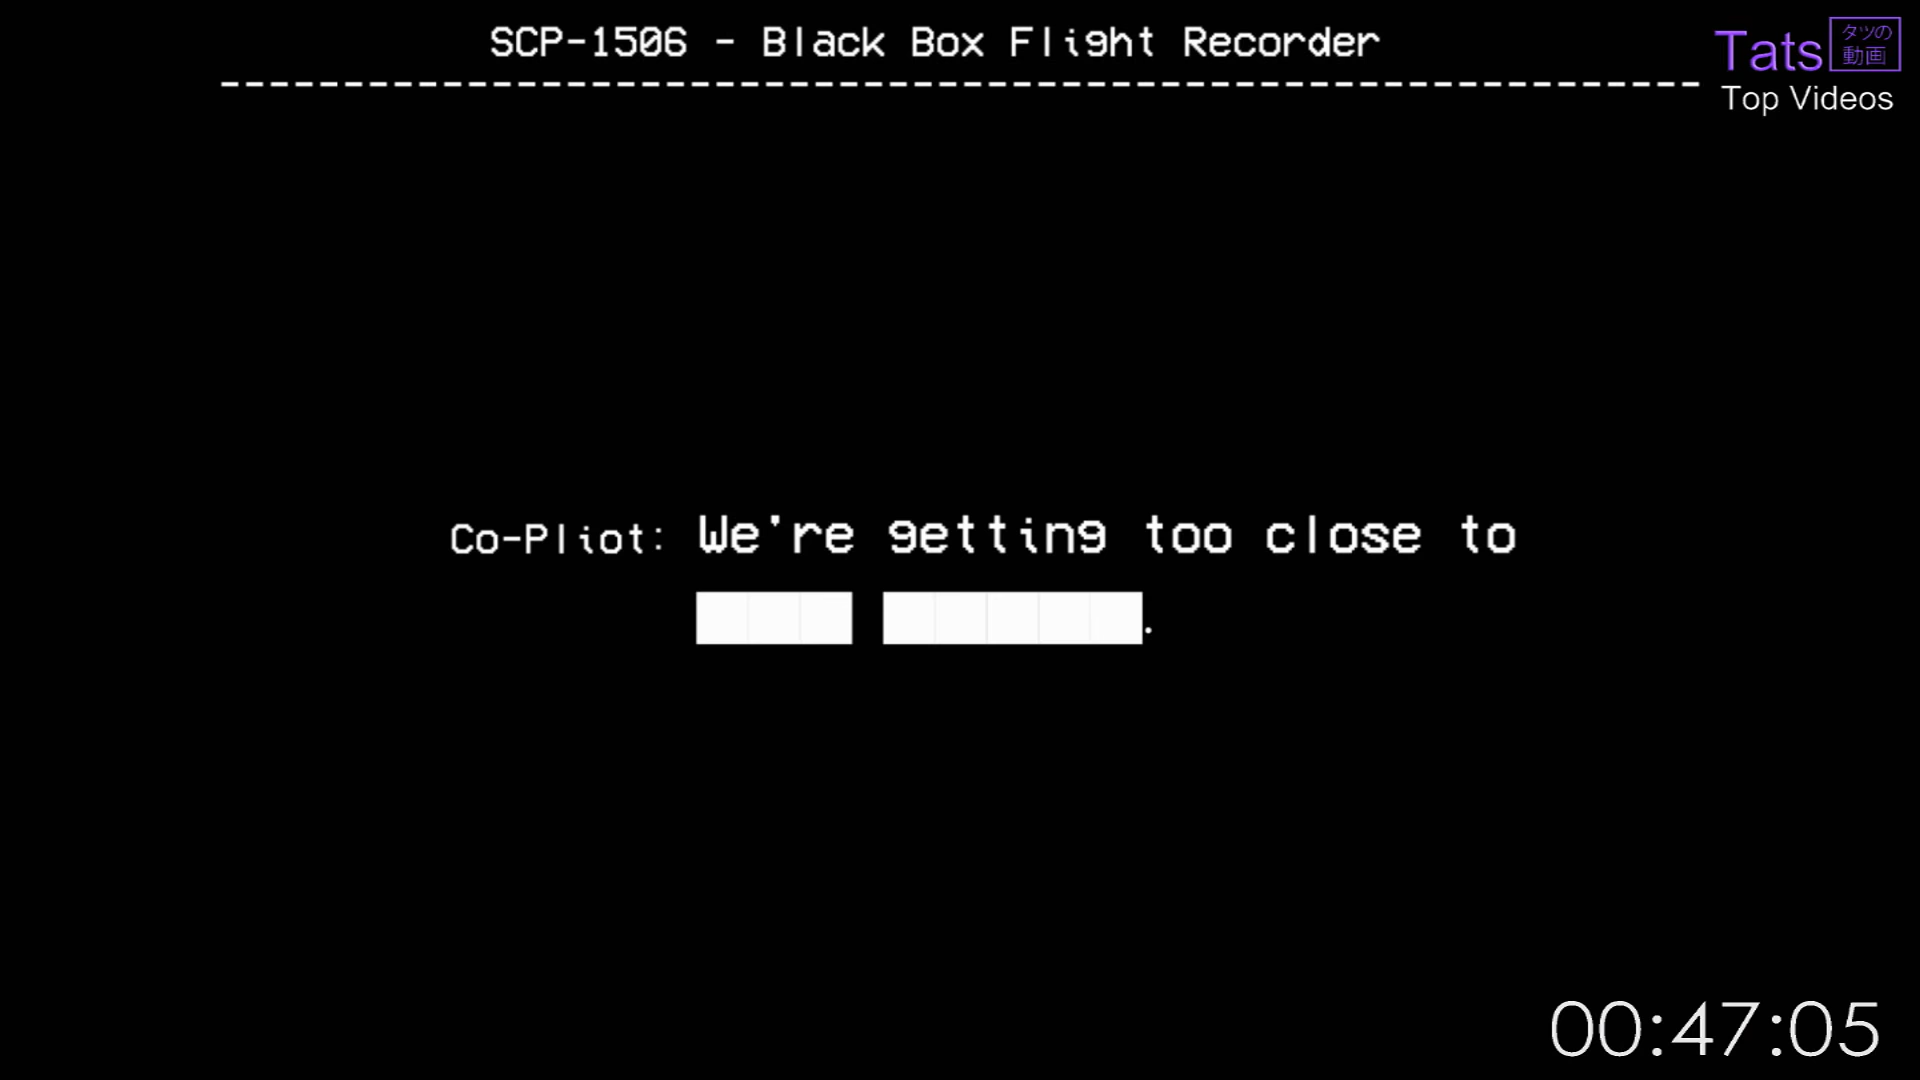 SCP-1506 - Black Box Flight Recorder
Tats タツの動画
Top Videos
Co-Pliot: We're getting too close to
███ █████.
00:47:05